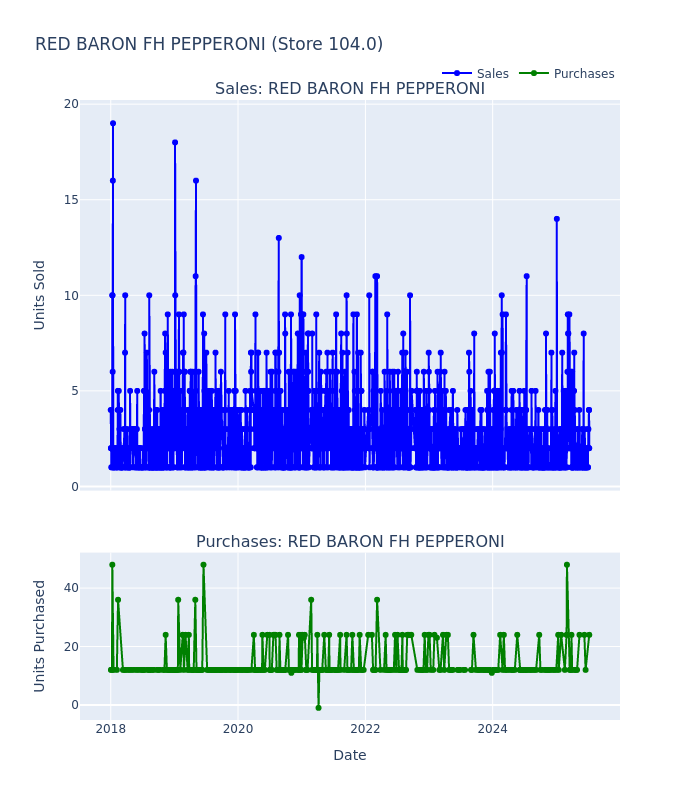 RED BARON FH PEPPERONI (Store 104.0)
Sales
Purchases
Sales: RED BARON FH PEPPERONI
20
15
10
5
0
Units Sold
Purchases: RED BARON FH PEPPERONI
40
20
0
Units Purchased
2018
2020
2022
2024
Date